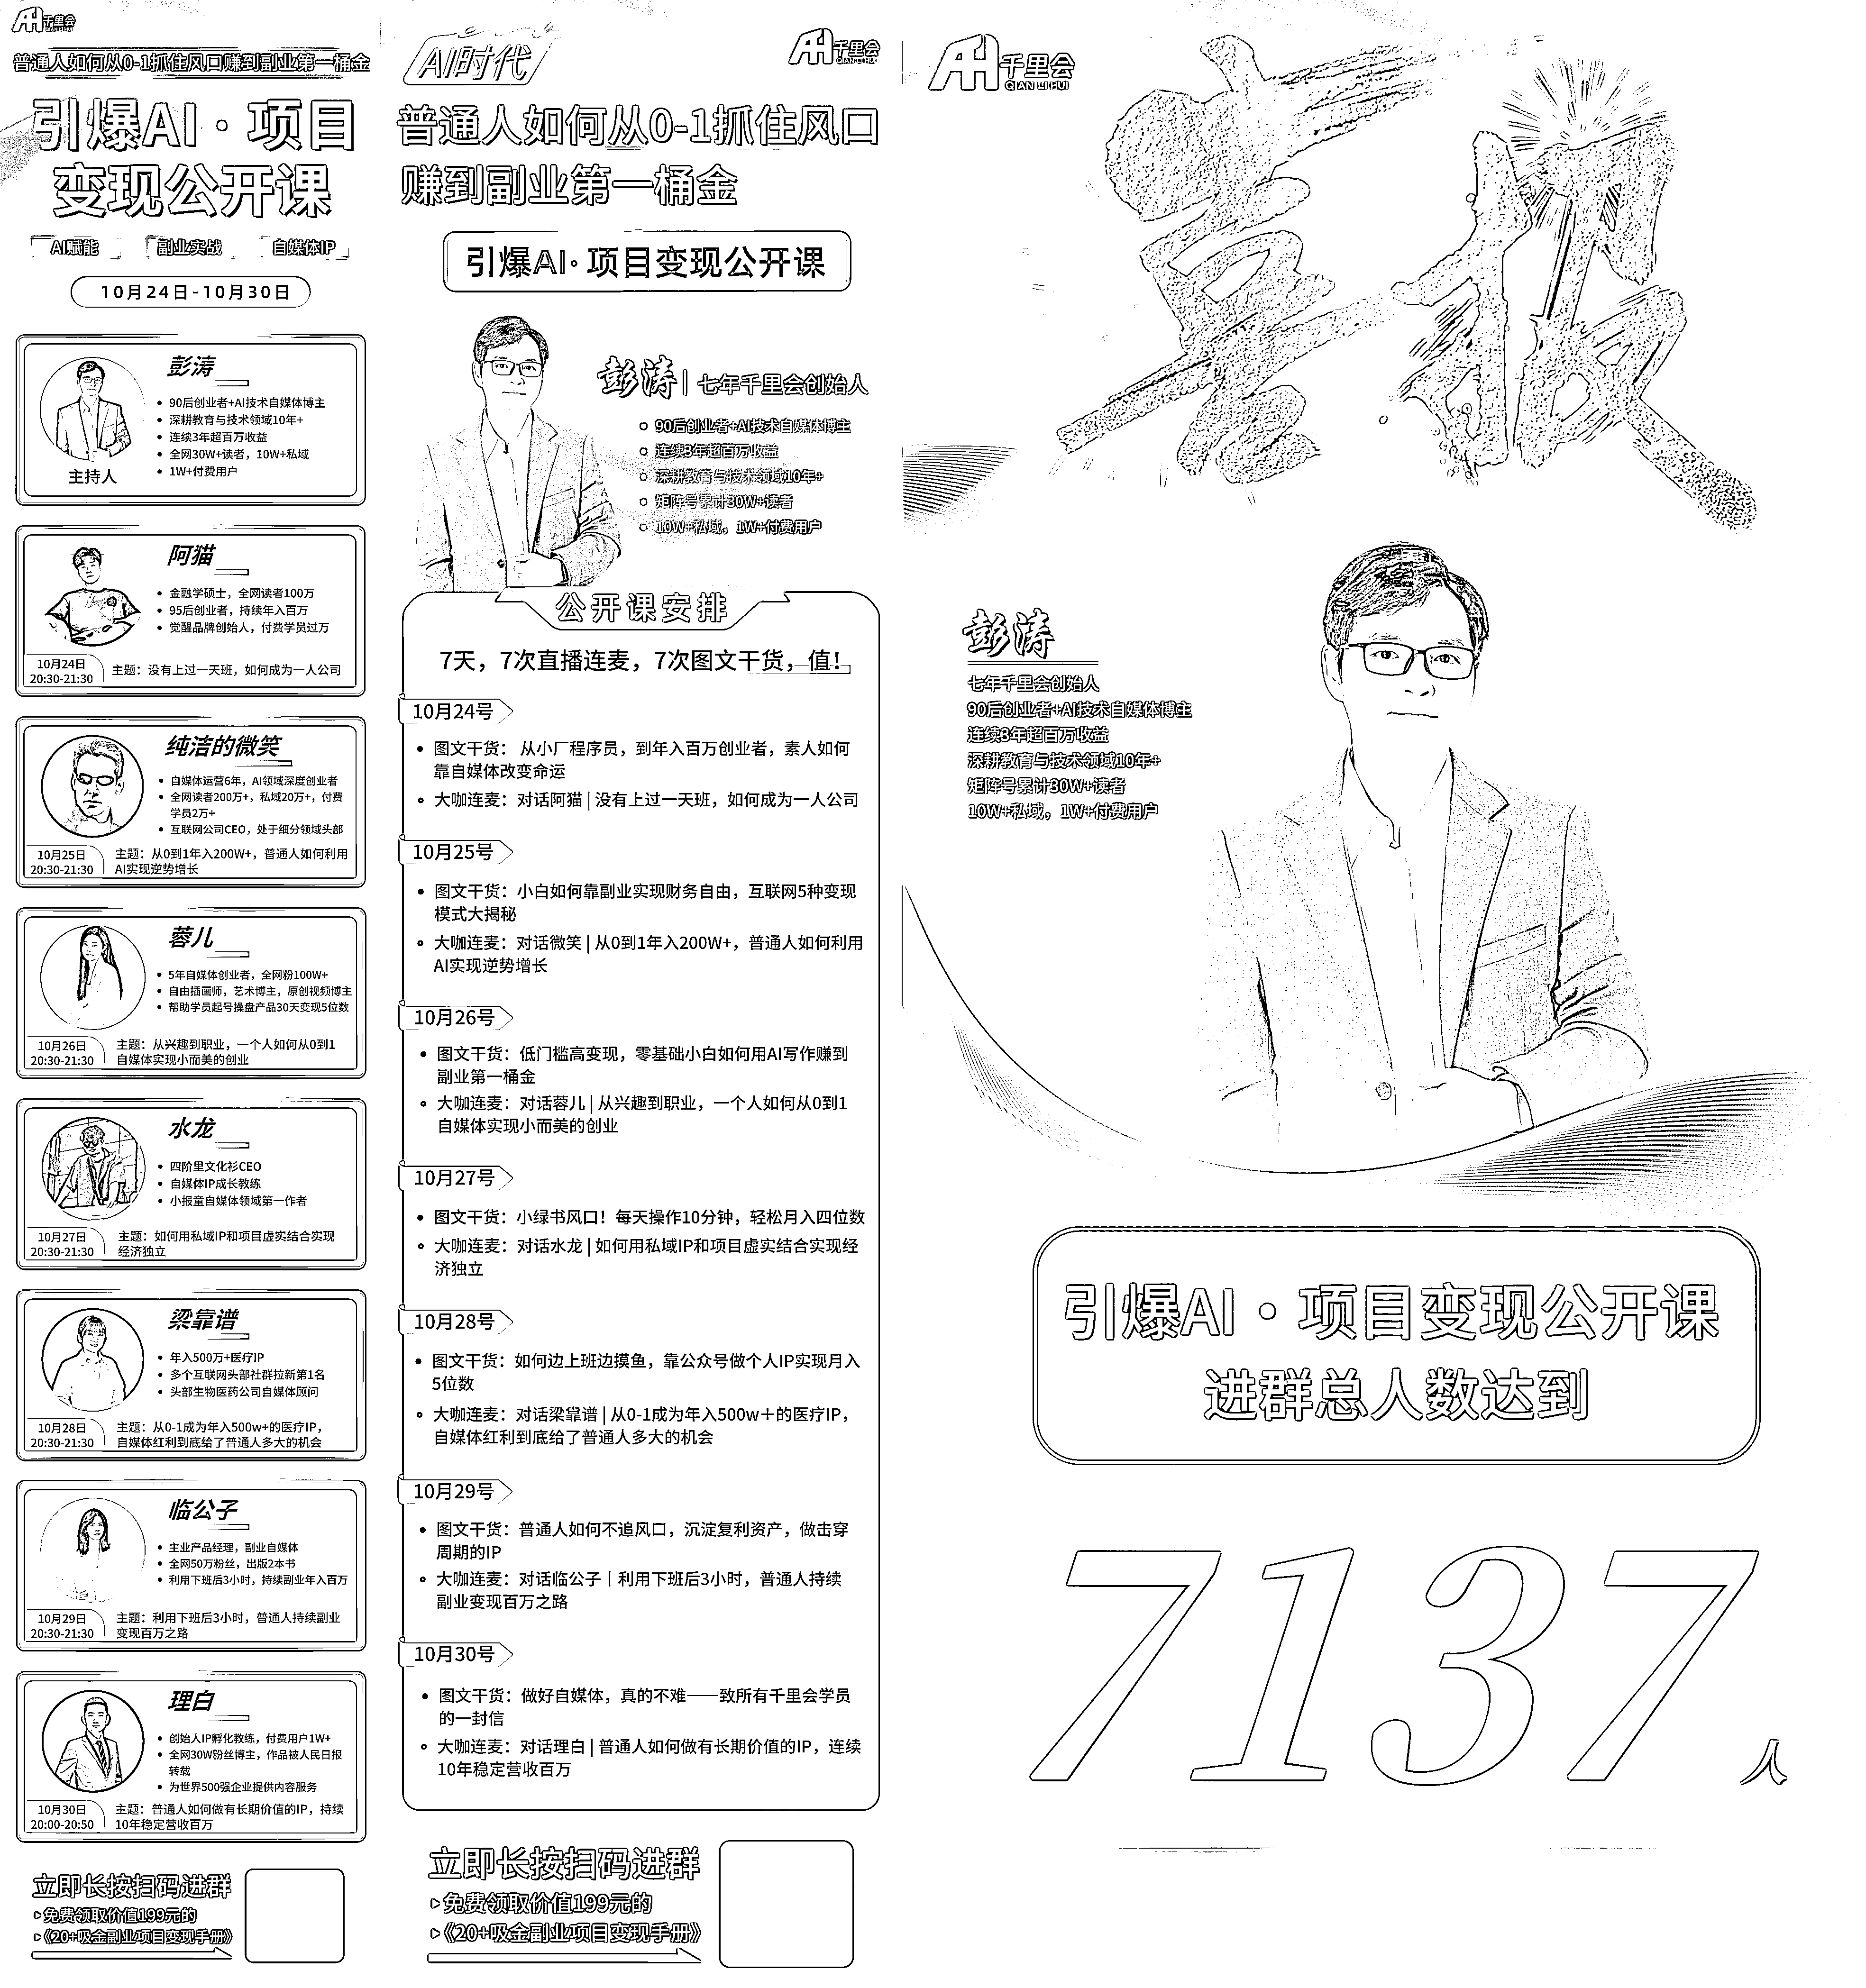 千里会
普通人如何从0-1抓住风口赚到副业第一桶金
引爆AI·项目
变现公开课
AI赋能
副业实战
自媒体IP
10月24日-10月30日
彭涛
90后创业者+AI技术自媒体博主
深耕教育与技术领域10年+
连续3年超百万收益
全网30W+读者，10W+私域
1W+付费用户
主持人
阿猫
金融学硕士，全网读者100万
95后创业者，持续年入百万
觉醒品牌创始人，付费学员过万
10月24日
20:30-21:30
主题：没有上过一天班，如何成为一人公司
纯洁的微笑
自媒体运营6年，AI领域深度创业者
全网读者200万+，私域20万+，付费
学员2万+
互联网公司CEO，处于细分领域头部
10月25日
20:30-21:30
主题：从0到1年入200W+，普通人如何利用
AI实现逆势增长
蓉儿
5年自媒体创业者，全网粉100W+
自由插画师，艺术博主，原创视频博主
帮助学员起号操盘产品30天变现5位数
10月26日
20:30-21:30
主题：从兴趣到职业，一个人如何从0到1
自媒体实现小而美的创业
水龙
四阶里文化衫CEO
自媒体IP成长教练
小报童自媒体领域第一作者
10月27日
20:30-21:30
主题：如何用私域IP和项目虚实结合实现
经济独立
梁靠谱
年入500万+医疗IP
多个互联网头部社群拉新第1名
头部生物医药公司自媒体顾问
10月28日
20:30-21:30
主题：从0-1成为年入500w+的医疗IP，
自媒体红利到底给了普通人多大的机会
临公子
主业产品经理，副业自媒体
全网50万粉丝，出版2本书
利用下班后3小时，持续副业年入百万
10月29日
20:30-21:30
主题：利用下班后3小时，普通人持续副业
变现百万之路
理白
创始人IP孵化教练，付费用户1W+
全网30W粉丝博主，作品被人民日报
转载
为世界500强企业提供内容服务
10月30日
20:00-20:50
主题：普通人如何做有长期价值的IP，持续
10年稳定营收百万
立即长按扫码进群
免费领取价值199元的
《20+吸金副业项目变现手册》
AI时代
千里会
QIAN LI HUI
普通人如何从0-1抓住风口
赚到副业第一桶金
引爆AI·项目变现公开课
彭涛|七年千里会创始人
90后创业者+AI技术自媒体博主
连续3年超百万收益
深耕教育与技术领域10年+
矩阵号累计30W+读者
10W+私域，1W+付费用户
公开课安排
7天，7次直播连麦，7次图文干货，值！
10月24号
图文干货： 从小厂程序员，到年入百万创业者，素人如何
靠自媒体改变命运
大咖连麦：对话阿猫|没有上过一天班，如何成为一人公司
10月25号
图文干货：小白如何靠副业实现财务自由，互联网5种变现
模式大揭秘
大咖连麦：对话微笑|从0到1年入200W+，普通人如何利用
AI实现逆势增长
10月26号
图文干货：低门槛高变现，零基础小白如何用AI写作赚到
副业第一桶金
大咖连麦：对话蓉儿|从兴趣到职业，一个人如何从0到1
自媒体实现小而美的创业
10月27号
图文干货：小绿书风口！每天操作10分钟，轻松月入四位数
大咖连麦：对话水龙|如何用私域IP和项目虚实结合实现经
济独立
10月28号
图文干货：如何边上班边摸鱼，靠公众号做个人IP实现月入
5位数
大咖连麦：对话梁靠谱|从0-1成为年入500w＋的医疗IP，
自媒体红利到底给了普通人多大的机会
10月29号
图文干货：普通人如何不追风口，沉淀复利资产，做击穿
周期的IP
大咖连麦：对话临公子｜利用下班后3小时，普通人持续
副业变现百万之路
10月30号
图文干货：做好自媒体，真的不难——致所有千里会学员
的一封信
大咖连麦：对话理白|普通人如何做有长期价值的IP，连续
10年稳定营收百万
立即长按扫码进群
免费领取价值199元的
《20+吸金副业项目变现手册》
千里会
QIAN LI HUI
喜报
彭涛
七年千里会创始人
90后创业者+AI技术自媒体博主
连续3年超百万收益
深耕教育与技术领域10年+
矩阵号累计30W+读者
10W+私域，1W+付费用户
引爆AI·项目变现公开课
进群总人数达到
7137人